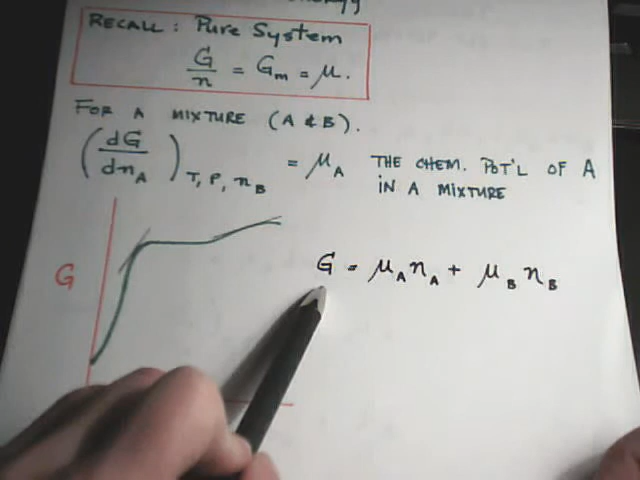 RECALL: Pure System
G/n = Gm = μ.
FOR A MIXTURE (A & B).
(dG/dnA)T, P, nB = μA THE CHEM. POT'L OF A IN A MIXTURE
G
G = μAnA + μBnB